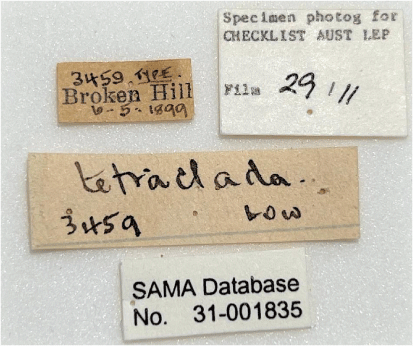 Specimen photog for
CHECKLIST AUST LEP
Film 29/11
3459. TYPE.
Broken Hill
6-5-1899
tetraclada.
3459 LOW
SAMA Database
No. 31-001835